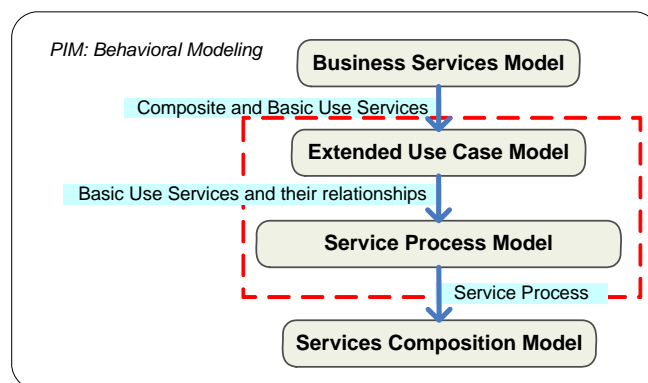 PIM: Behavioral Modeling
Business Services Model
Composite and Basic Use Services
Extended Use Case Model
Basic Use Services and their relationships
Service Process Model
Service Process
Services Composition Model